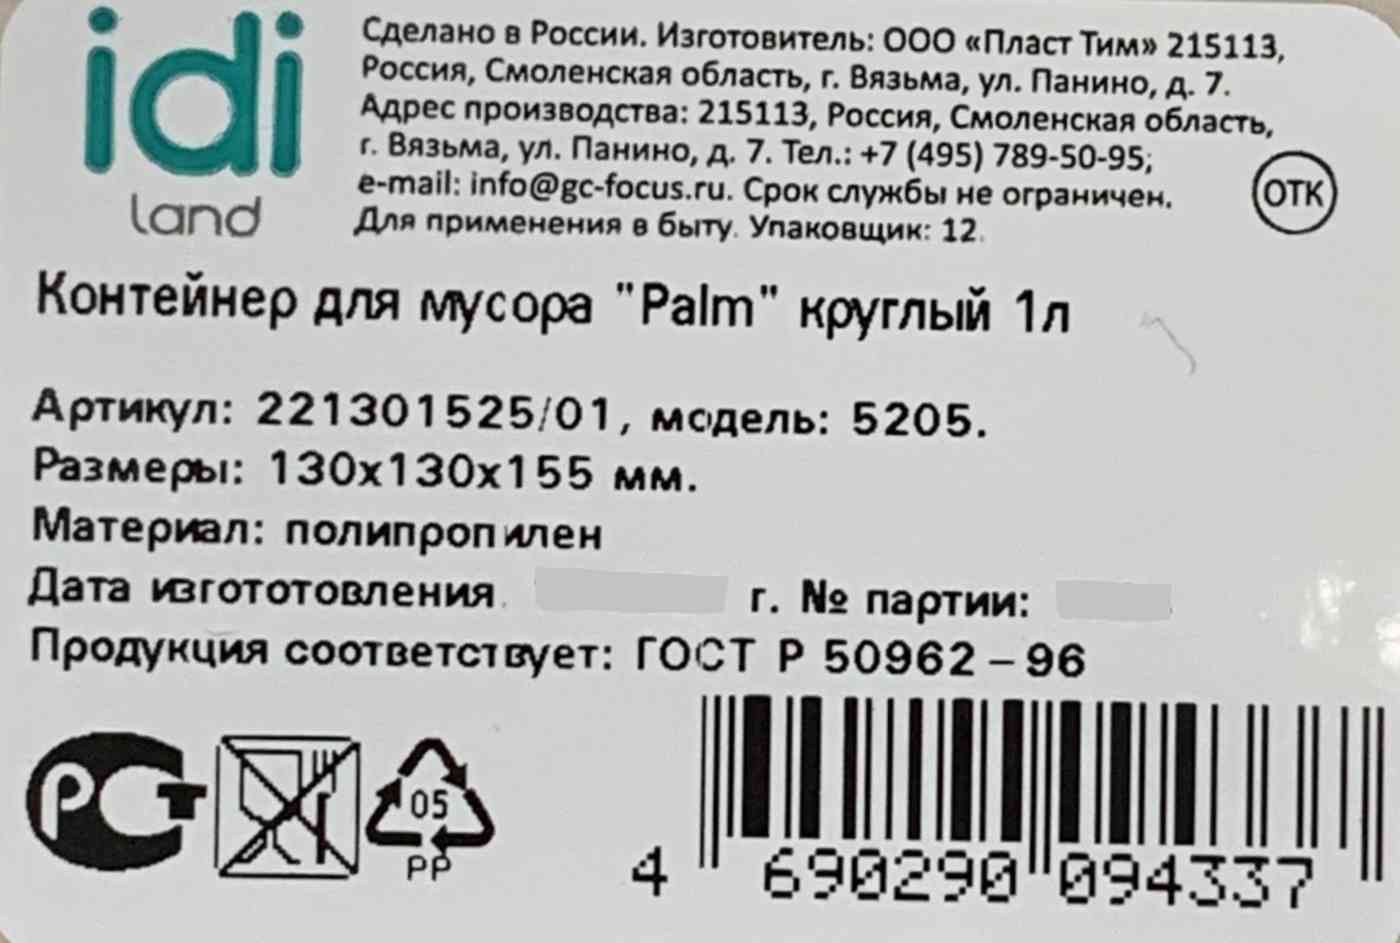 idi
land
Сделано в России. Изготовитель: ООО «Пласт Тим» 215113,
Россия, Смоленская область, г. Вязьма, ул. Панино, д. 7.
Адрес производства: 215113, Россия, Смоленская область,
г. Вязьма, ул. Панино, д. 7. Тел.: +7 (495) 789-50-95;
e-mail: info@gc-focus.ru. Срок службы не ограничен.
Для применения в быту. Упаковщик: 12.
ОТК
Контейнер для мусора "Palm" круглый 1л
Артикул: 221301525/01, модель: 5205.
Размеры: 130х130х155 мм.
Материал: полипропилен
Дата изгототовления. г. № партии:
Продукция соответствует: ГОСТ Р 50962 – 96
РСТ
05
PP
4 690290 094337